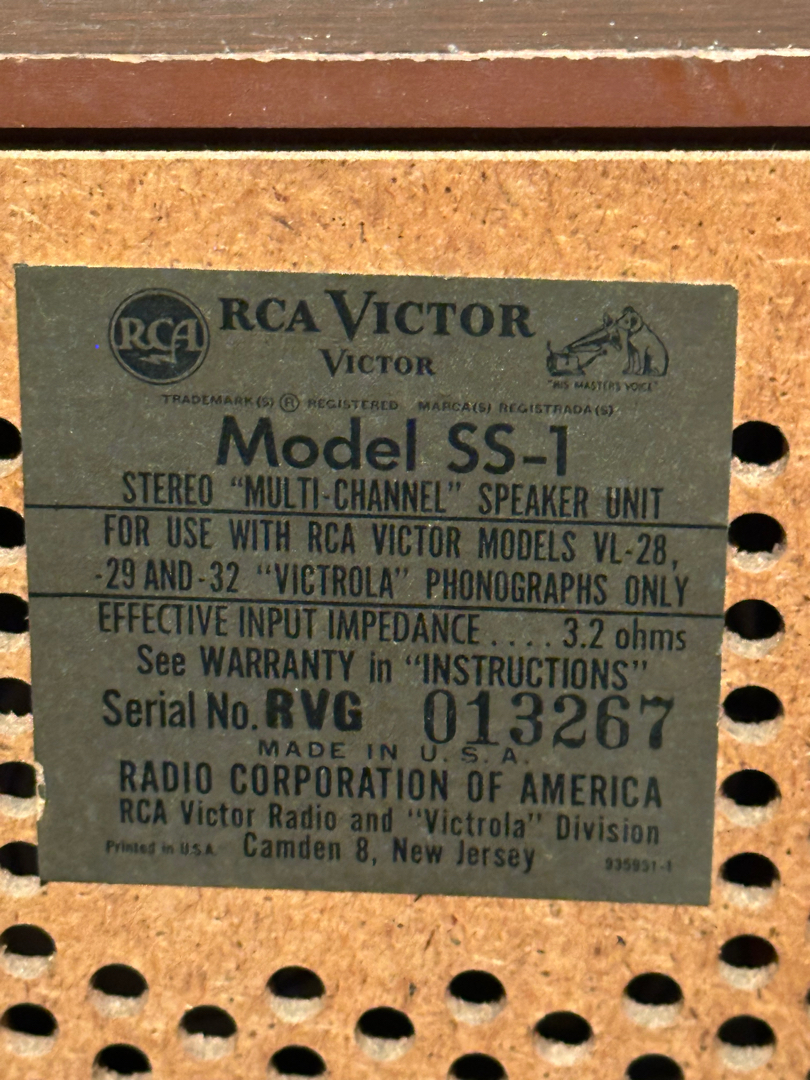 RCA
RCA VICTOR
VICTOR
"HIS MASTER'S VOICE"
TRADEMARK(S) ® REGISTERED MARCA(S) REGISTRADA(S)
Model SS-1
STEREO "MULTI-CHANNEL" SPEAKER UNIT
FOR USE WITH RCA VICTOR MODELS VL-28,
-29 AND -32 "VICTROLA" PHONOGRAPHS ONLY
EFFECTIVE INPUT IMPEDANCE .... 3.2 ohms
See WARRANTY in "INSTRUCTIONS"
Serial No. RVG 013267
MADE IN U.S.A.
RADIO CORPORATION OF AMERICA
RCA Victor Radio and "Victrola" Division
Printed in U.S.A. Camden 8, New Jersey 935951-1